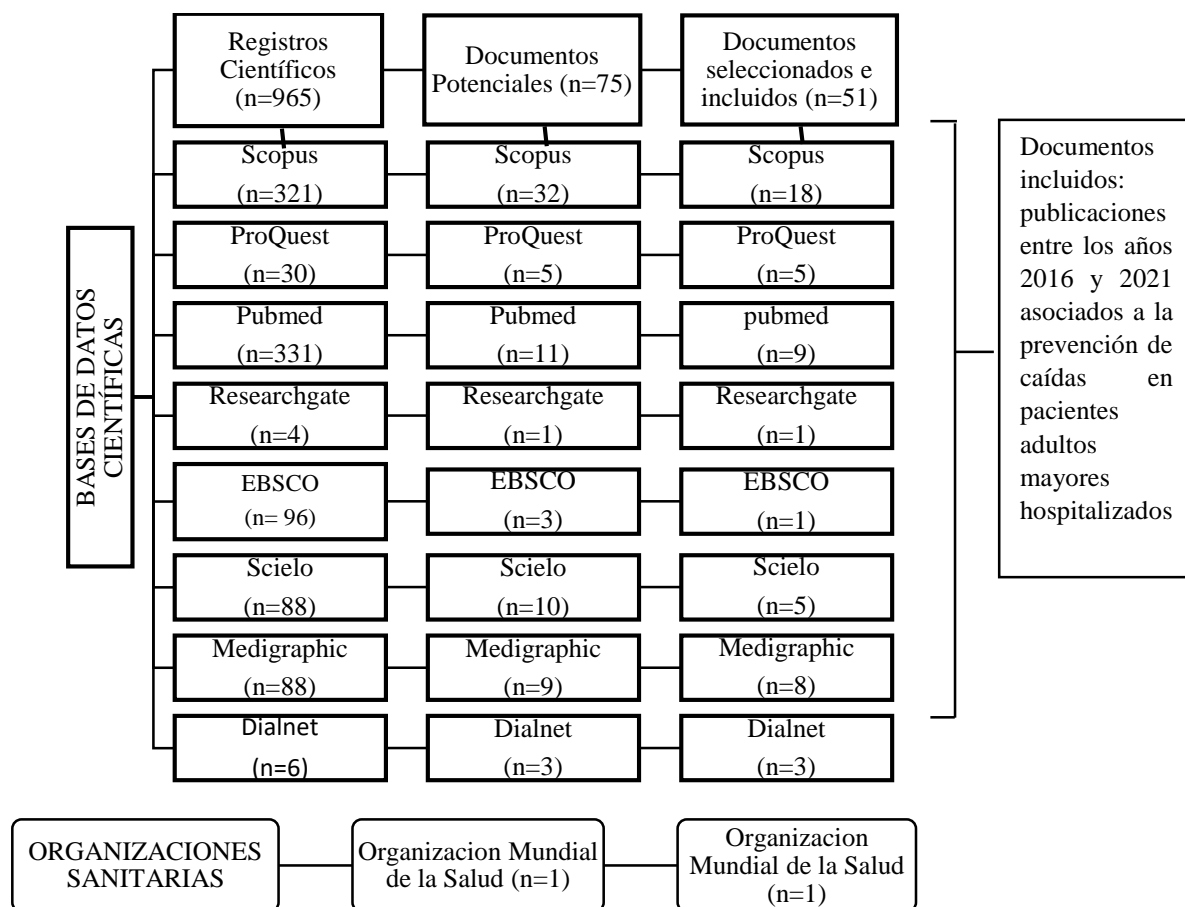 Registros
Científicos
(n=965)
Documentos
Potenciales (n=75)
Documentos
seleccionados e
incluidos (n=51)
BASES DE DATOS
CIENTÍFICAS
Scopus
(n=321)
Scopus
(n=32)
Scopus
(n=18)
ProQuest
(n=30)
ProQuest
(n=5)
ProQuest
(n=5)
Pubmed
(n=331)
Pubmed
(n=11)
pubmed
(n=9)
Researchgate
(n=4)
Researchgate
(n=1)
Researchgate
(n=1)
EBSCO
(n= 96)
EBSCO
(n=3)
EBSCO
(n=1)
Scielo
(n=88)
Scielo
(n=10)
Scielo
(n=5)
Medigraphic
(n=88)
Medigraphic
(n=9)
Medigraphic
(n=8)
Dialnet
(n=6)
Dialnet
(n=3)
Dialnet
(n=3)
Documentos
incluidos:
publicaciones
entre los años
2016 y 2021
asociados a la
prevención de
caídas en
pacientes
adultos
mayores
hospitalizados
ORGANIZACIONES
SANITARIAS
Organizacion Mundial
de la Salud (n=1)
Organizacion
Mundial de la Salud
(n=1)